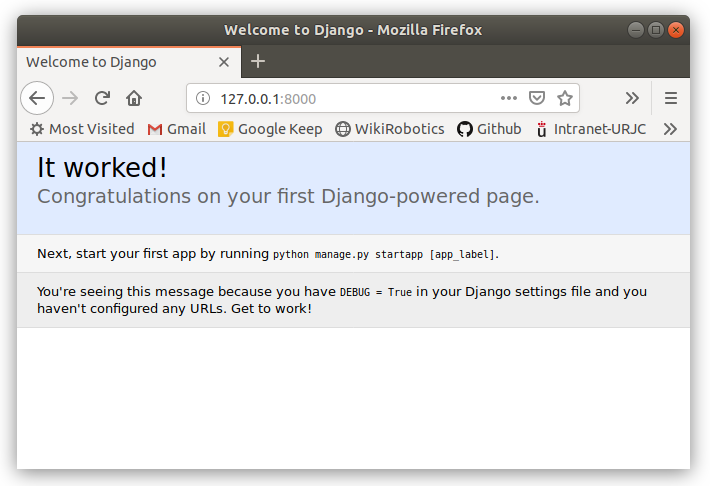 Welcome to Django - Mozilla Firefox
Welcome to Django
127.0.0.1:8000
Most Visited Gmail Google Keep WikiRobotics Github Intranet-URJC
It worked!
Congratulations on your first Django-powered page.
Next, start your first app by running python manage.py startapp [app_label].
You're seeing this message because you have DEBUG = True in your Django settings file and you
haven't configured any URLs. Get to work!